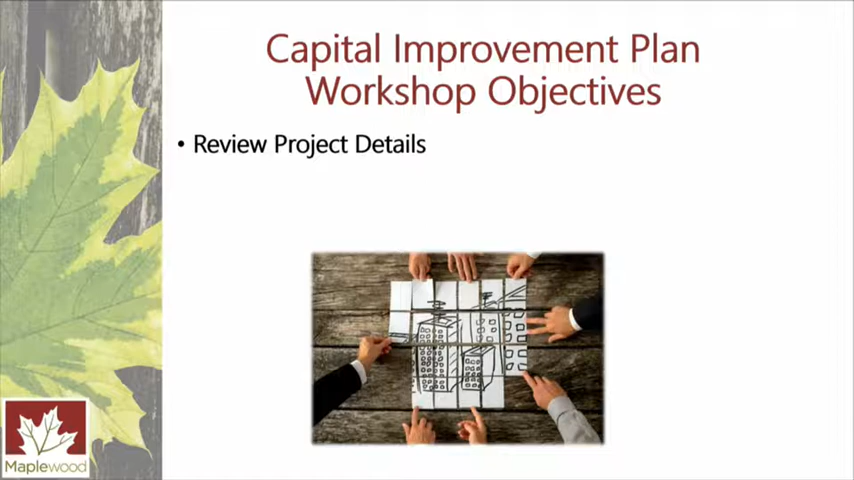 Capital Improvement Plan
Workshop Objectives
• Review Project Details
Maplewood